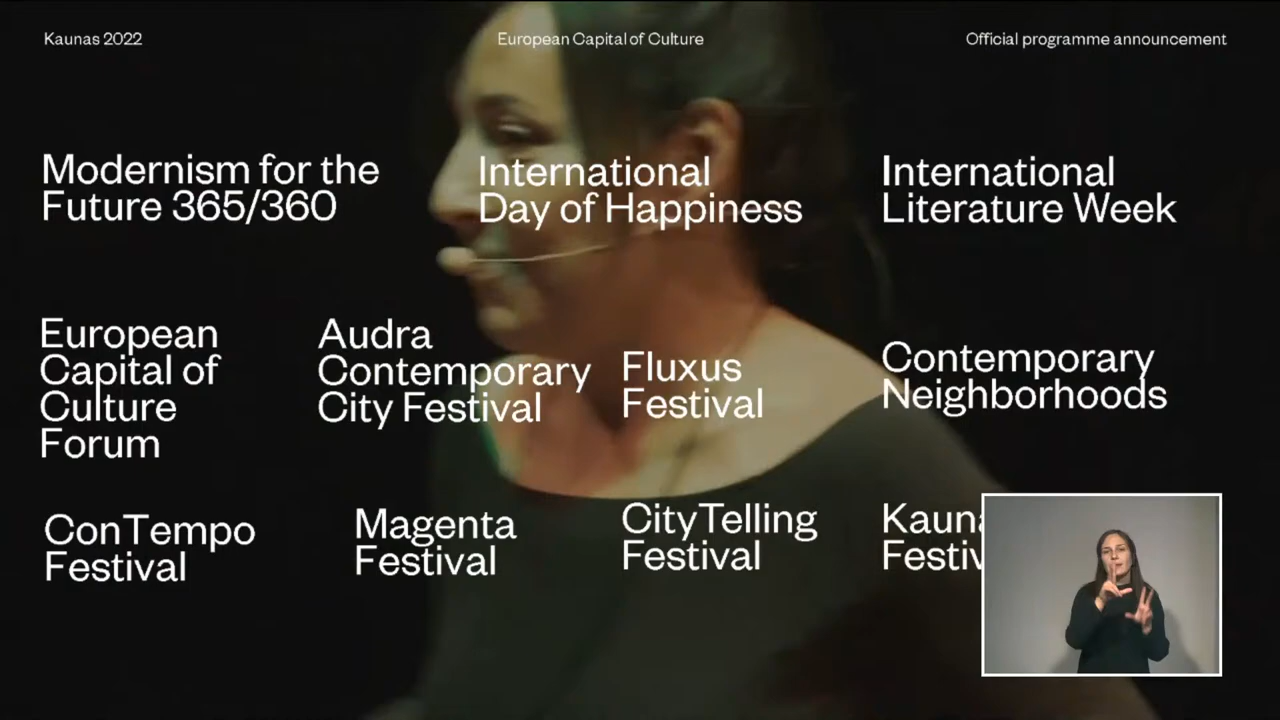 Kaunas 2022
European Capital of Culture
Official programme announcement
Modernism for the
Future 365/360
International
Day of Happiness
International
Literature Week
European
Capital of
Culture
Forum
Audra
Contemporary
City Festival
Fluxus
Festival
Contemporary
Neighborhoods
ConTempo
Festival
Magenta
Festival
CityTelling
Festival